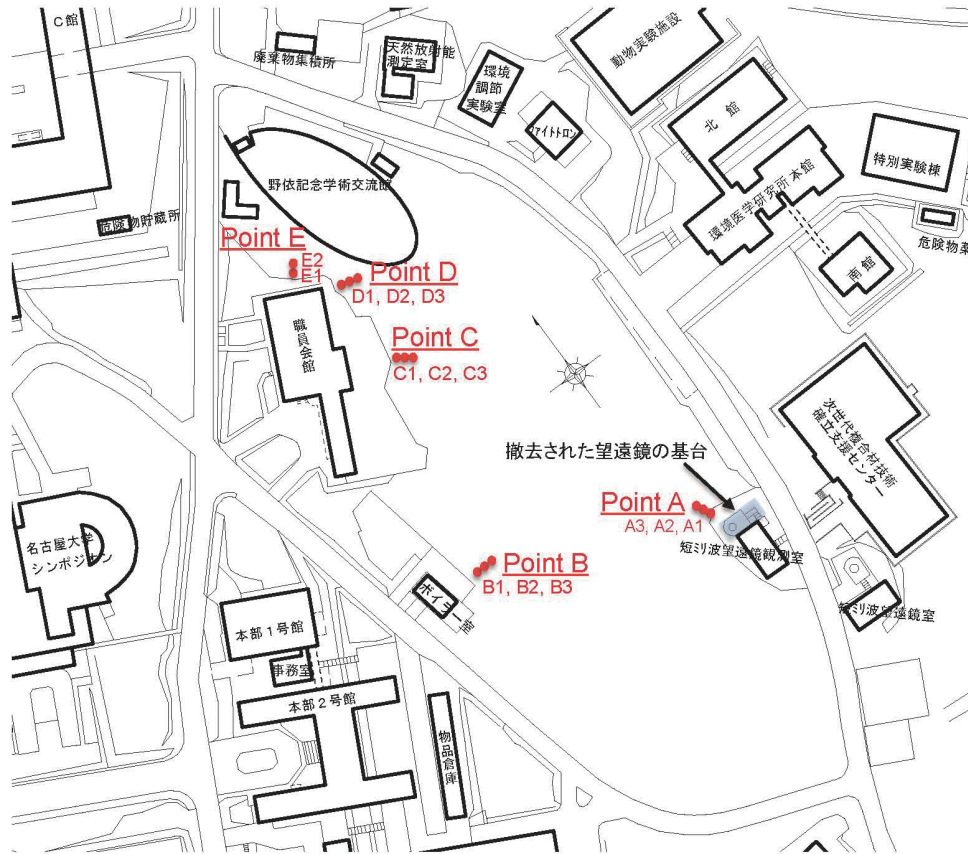 C館
廃棄物集積所
天然放射能
測定室
環境
調節
実験室
ファイトトロン
動物実験施設
北館
環境医学研究所本館
特別実験棟
危険物薬
南館
野依記念学術交流館
危険物貯蔵所
Point E
E2
E1
Point D
D1, D2, D3
職員会館
Point C
C1, C2, C3
次世代複合材技術
確立支援センター
撤去された望遠鏡の基台
Point A
A3, A2, A1
短ミリ波望遠鏡観測室
短ミリ波望遠鏡室
名古屋大学
シンポジオン
Point B
B1, B2, B3
ボイラー室
本部1号館
事務室
本部2号館
物品倉庫